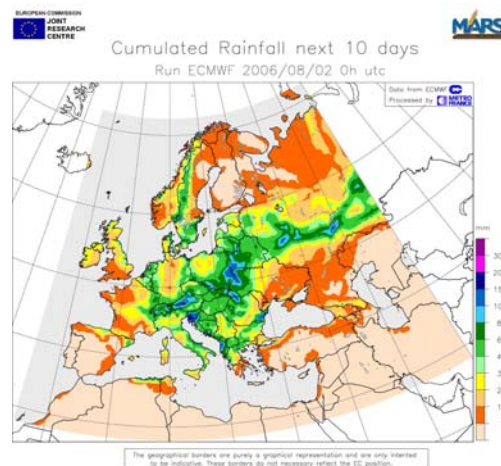 EUROPEAN COMMISSION
JOINT
RESEARCH
CENTRE
MARS
Cumulated Rainfall next 10 days
Run ECMWF 2006/08/02 0h utc
Data from ECMWF
Processed by METEO FRANCE
mm
The geographical borders are purely a graphical representation and are only intented
to be indicative. These borders do not necessary reflect the EC position.